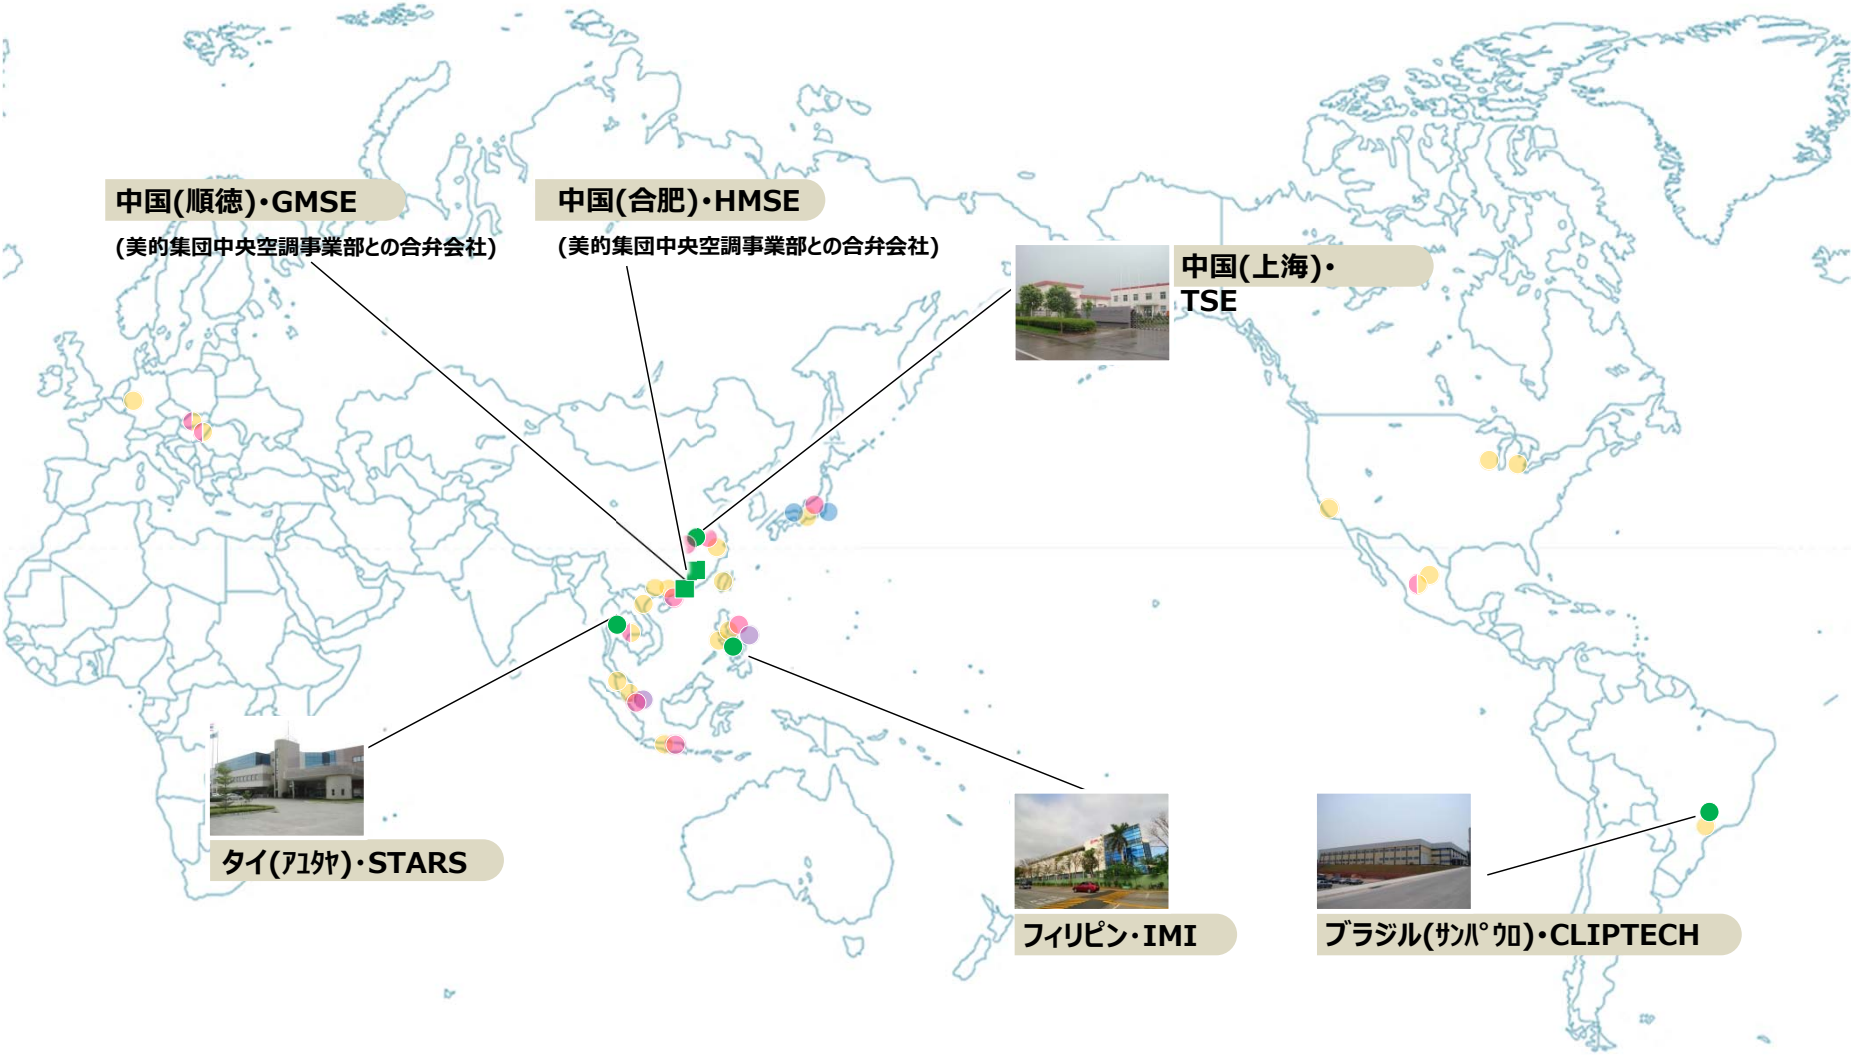 中国(順徳)・GMSE
(美的集団中央空調事業部との合弁会社)
中国(合肥)・HMSE
(美的集団中央空調事業部との合弁会社)
中国(上海)・
TSE
タイ(ｱﾕﾀﾔ)・STARS
フィリピン・IMI
ブラジル(ｻﾝﾊﾟｳﾛ)・CLIPTECH